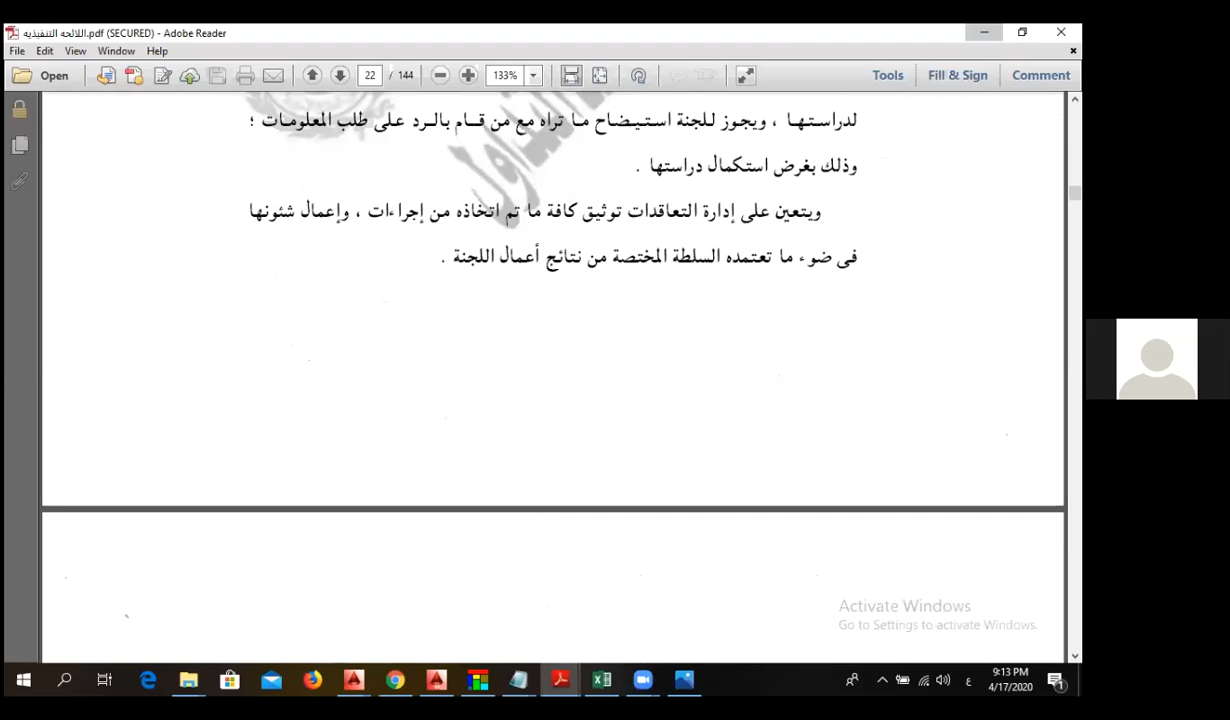 اللائحه التنفيذيه.pdf (SECURED) - Adobe Reader
File Edit View Window Help
Open 22 / 144 133% Tools Fill & Sign Comment
لدراستها ، ويجوز للجنة استيضاح ما تراه مع من قام بالرد على طلب المعلومات ؛
وذلك بغرض استكمال دراستها .
ويتعين على إدارة التعاقدات توثيق كافة ما تم اتخاذه من إجراءات ، وإعمال شئونها
فى ضوء ما تعتمده السلطة المختصة من نتائج أعمال اللجنة .
Activate Windows
Go to Settings to activate Windows.
9:13 PM
ع
4/17/2020
1